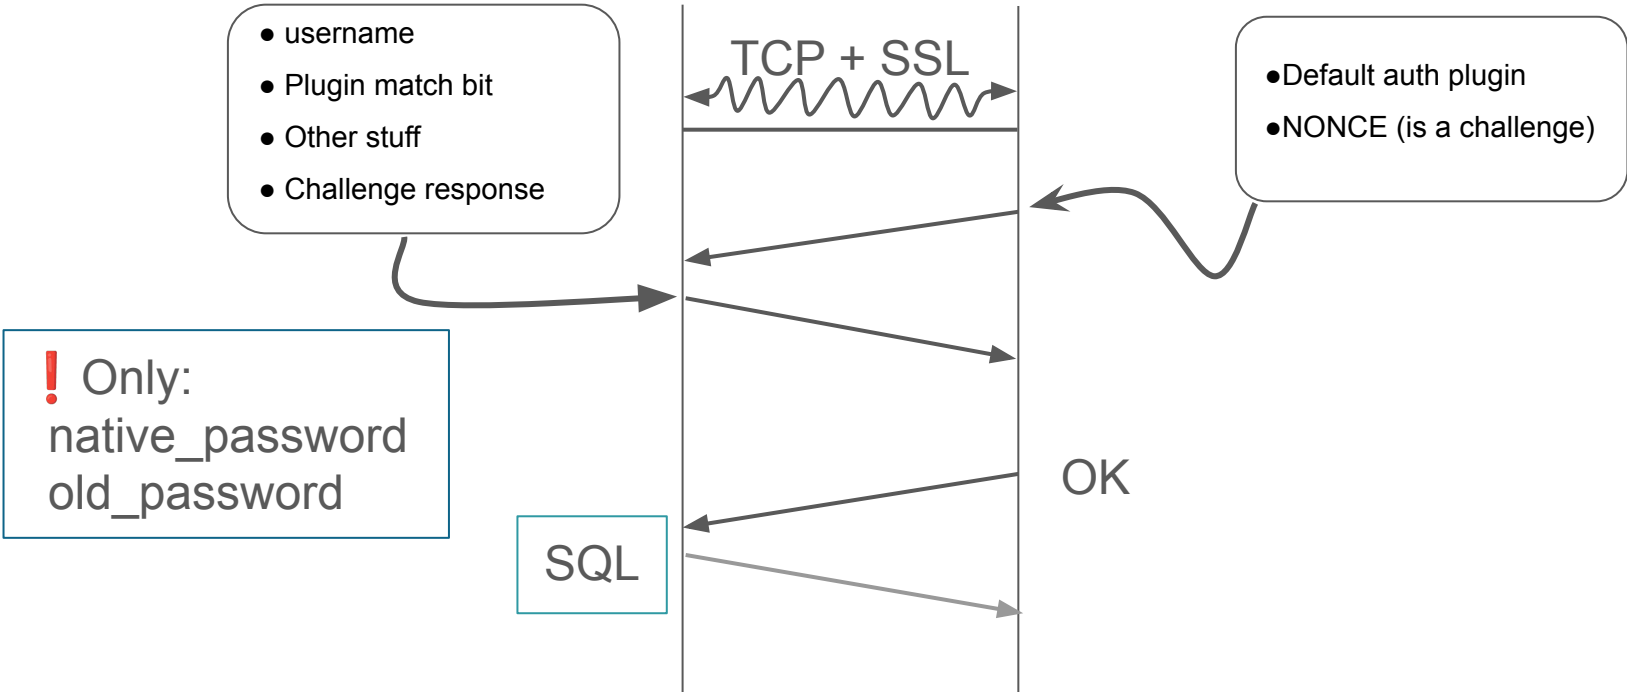 ● username
● Plugin match bit
● Other stuff
● Challenge response
TCP + SSL
●Default auth plugin
●NONCE (is a challenge)
❗ Only:
native_password
old_password
OK
SQL